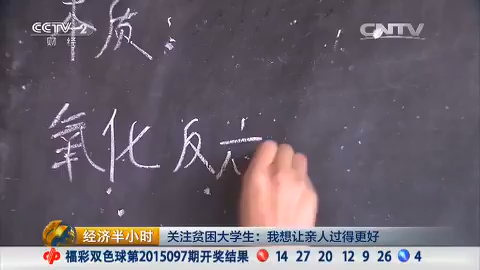 CCTV-2
财经
CNTV
本质:
氧化反
经济半小时
关注贫困大学生：我想让亲人过得更好
福彩双色球第2015097期开奖结果 14 27 20 12 9 26 4